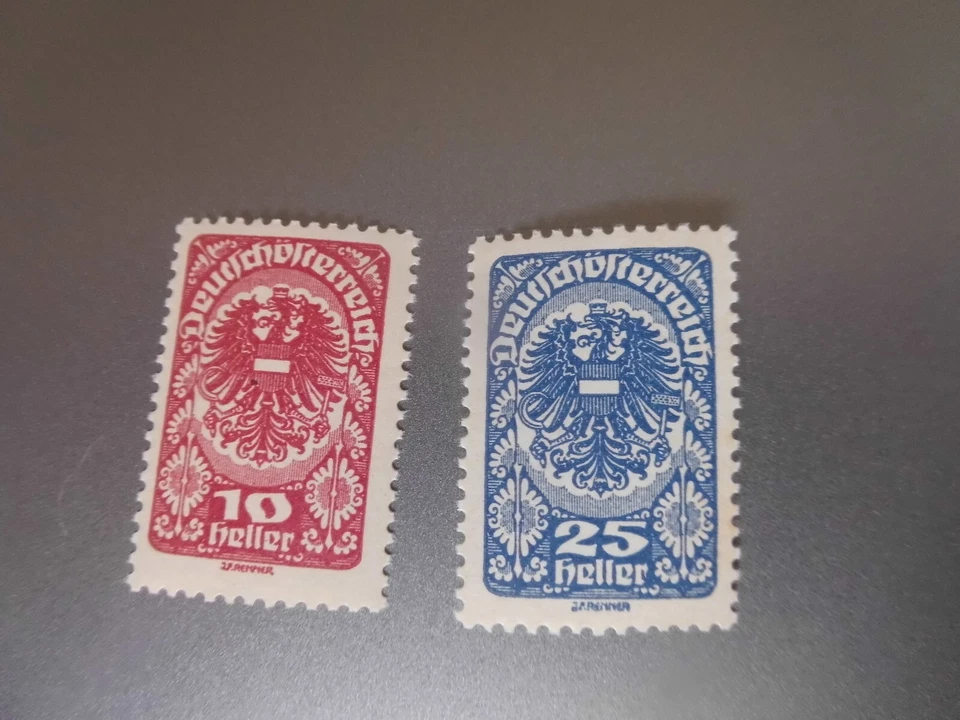 Deutschösterreich
10
heller
J.F.RENNER
Deutschösterreich
25
heller
J.F.RENNER